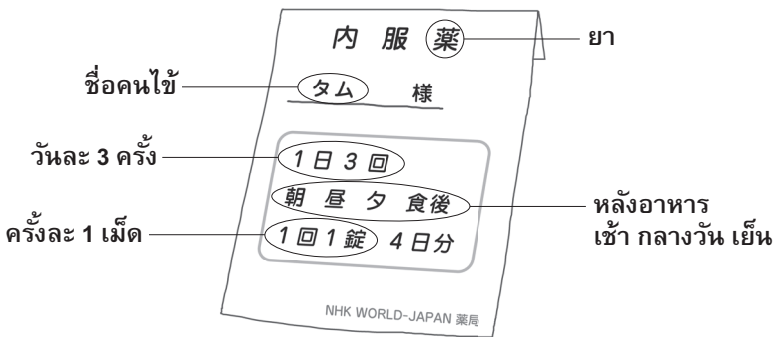 内服薬
ยา
ชื่อคนไข้
タム 様
วันละ 3 ครั้ง
1日3回
朝 昼 夕 食後
หลังอาหาร
เช้า กลางวัน เย็น
ครั้งละ 1 เม็ด
1回1錠 4日分
NHK WORLD-JAPAN 薬局